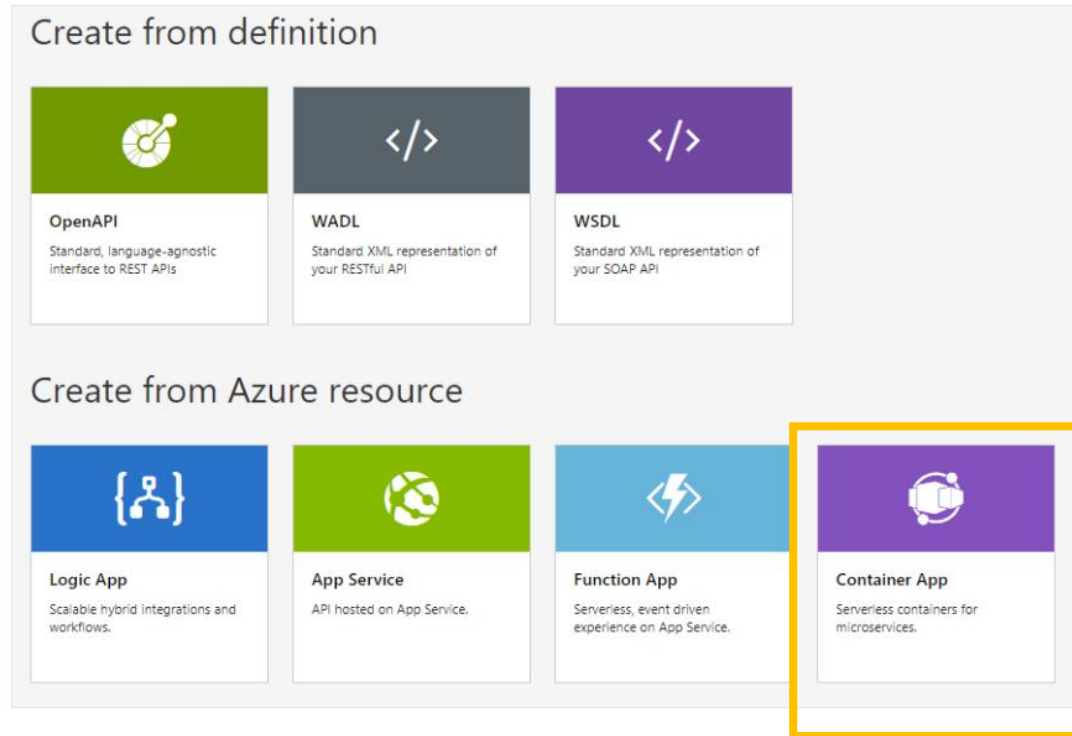 Create from definition
</>
</>
OpenAPI
Standard, language-agnostic
interface to REST APIs
WADL
Standard XML representation of
your RESTful API
WSDL
Standard XML representation of
your SOAP API
Create from Azure resource
Logic App
Scalable hybrid integrations and
workflows.
App Service
API hosted on App Service.
Function App
Serverless, event driven
experience on App Service.
Container App
Serverless containers for
microservices.